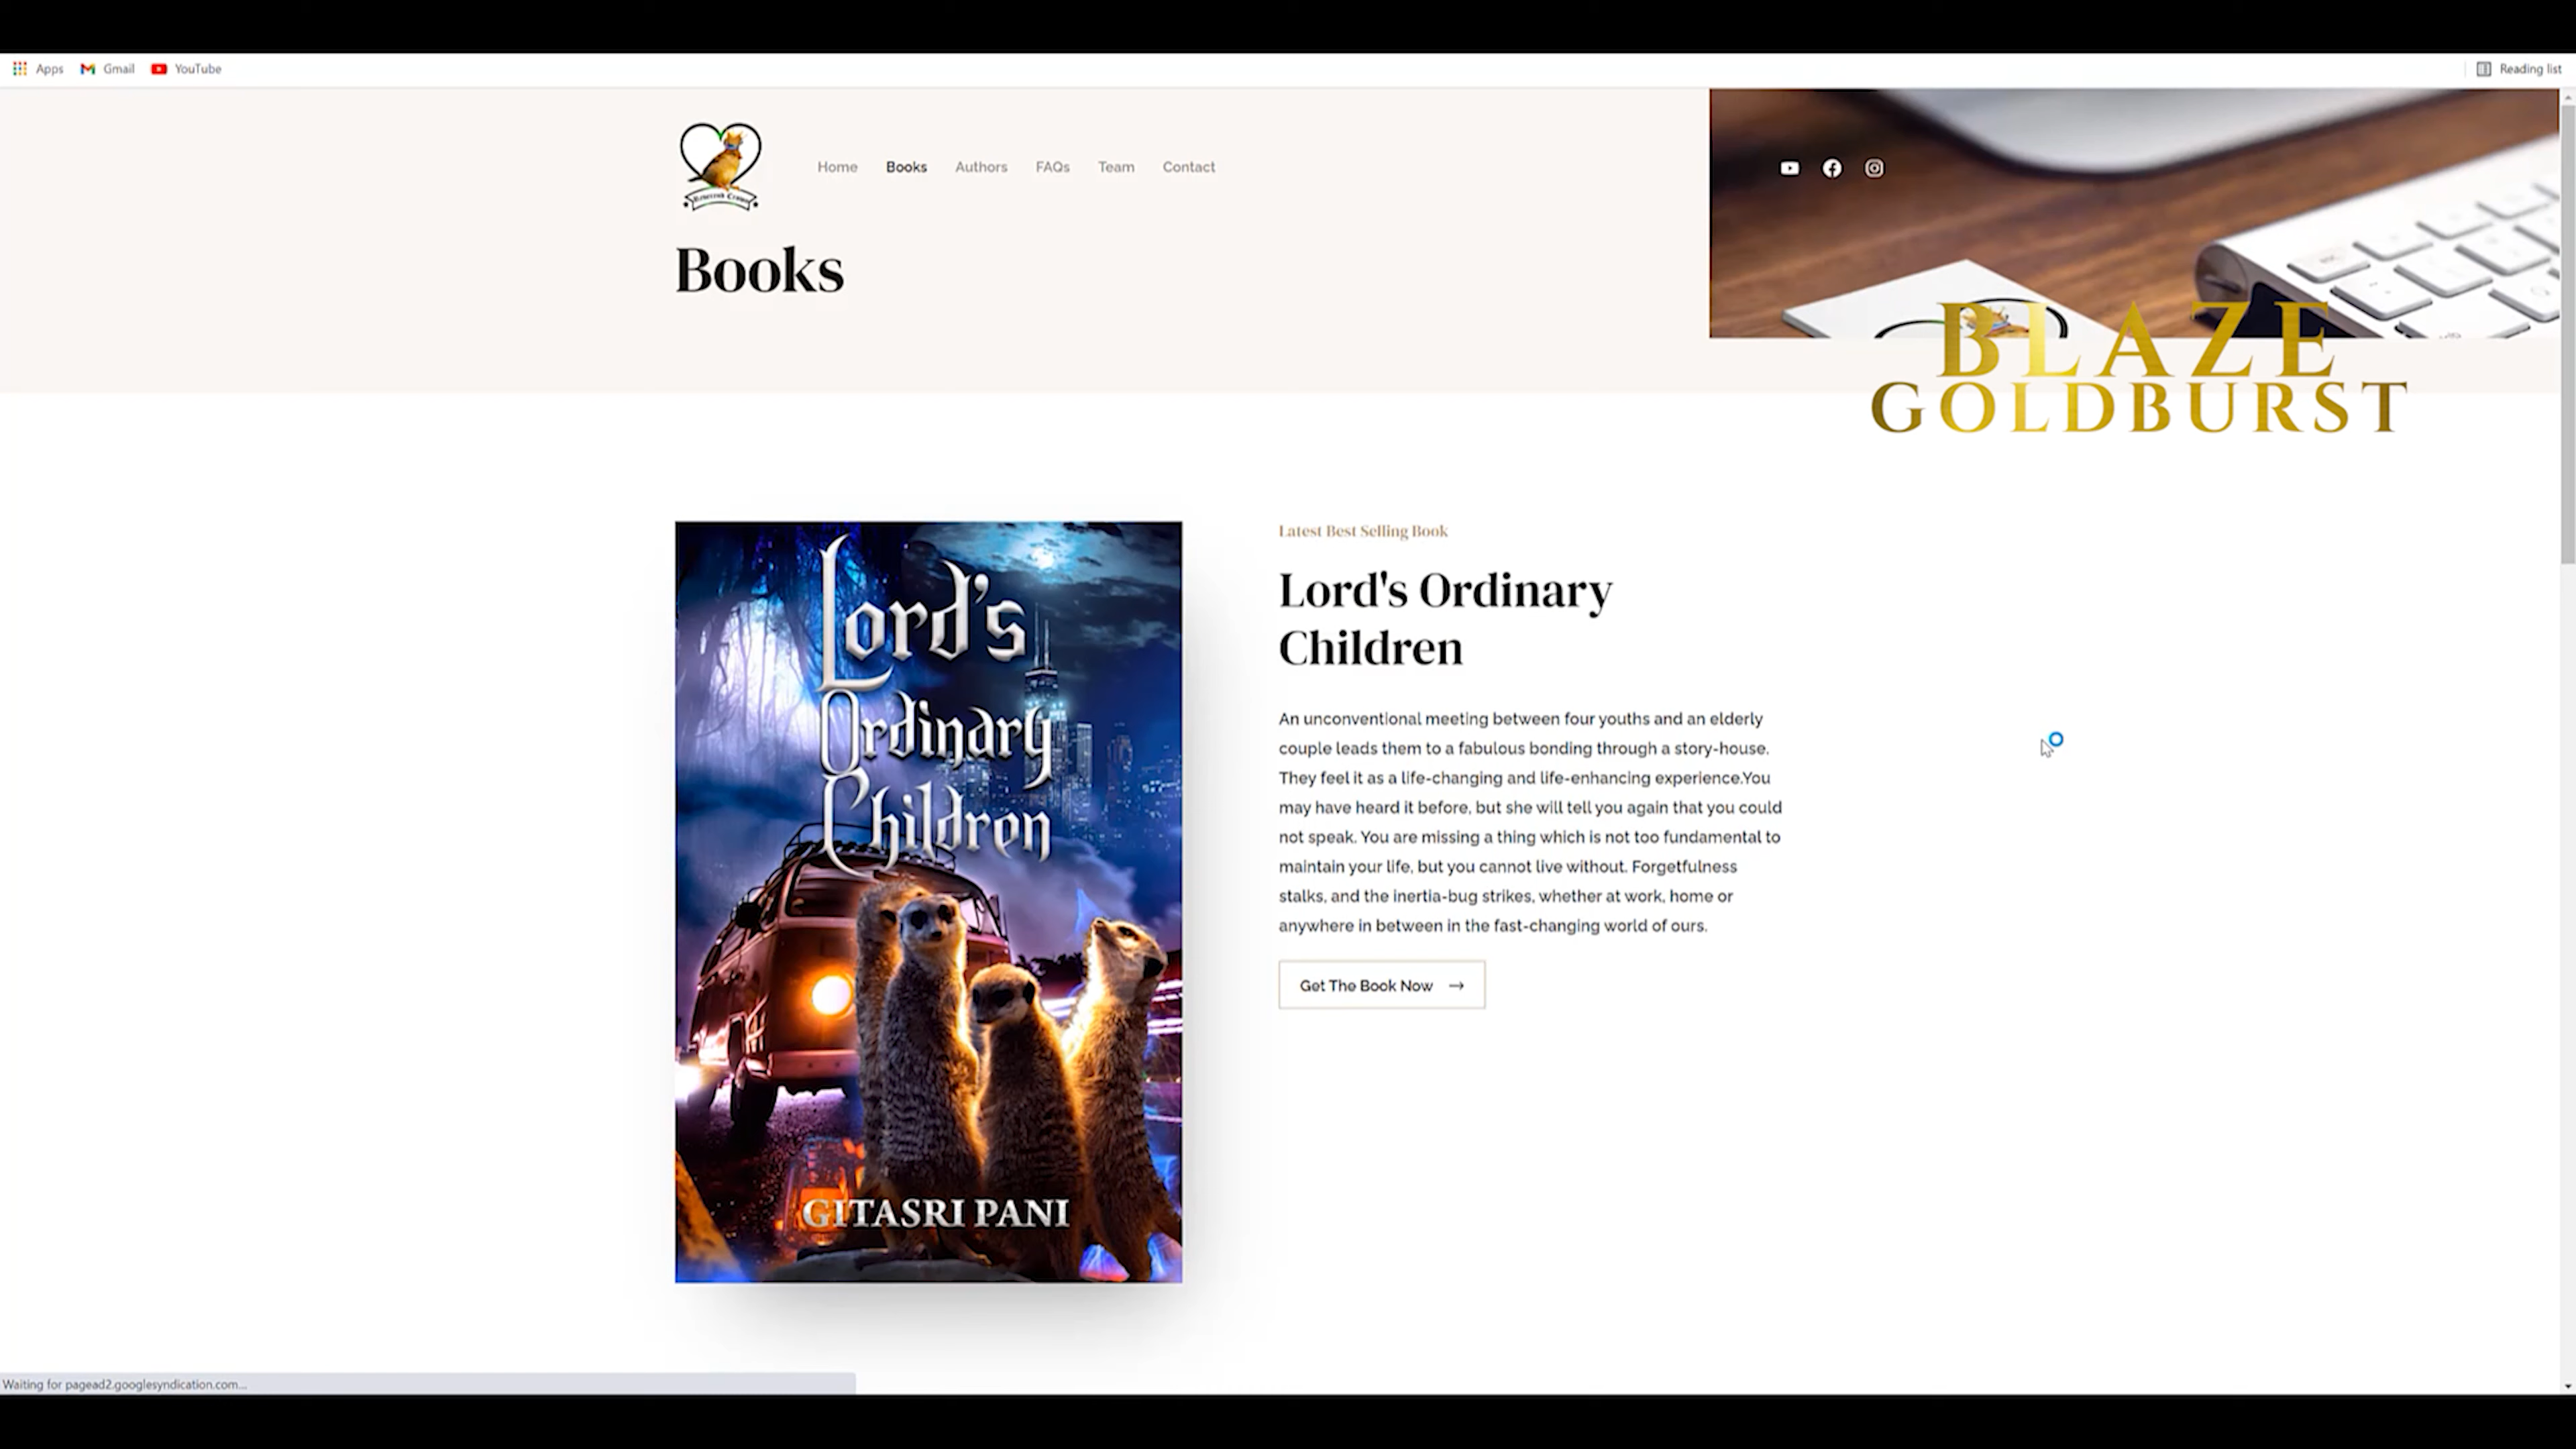 Apps Gmail YouTube Reading list
Home Books Authors FAQs Team Contact
Books
BLAZE
GOLDBURST
Lord's
Ordinary
Children
GITASRI PANI
Latest Best Selling Book
Lord's Ordinary
Children
An unconventional meeting between four youths and an elderly
couple leads them to a fabulous bonding through a story-house.
They feel it as a life-changing and life-enhancing experience.You
may have heard it before, but she will tell you again that you could
not speak. You are missing a thing which is not too fundamental to
maintain your life, but you cannot live without. Forgetfulness
stalks, and the inertia-bug strikes, whether at work, home or
anywhere in between in the fast-changing world of ours.
Get The Book Now →
Waiting for pagead2.googlesyndication.com...